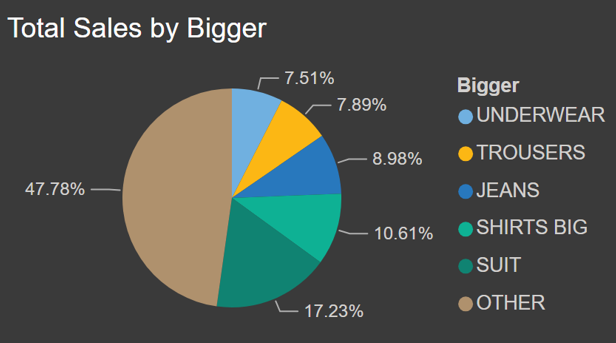 Total Sales by Bigger
7.51%
7.89%
8.98%
10.61%
17.23%
47.78%
Bigger
UNDERWEAR
TROUSERS
JEANS
SHIRTS BIG
SUIT
OTHER